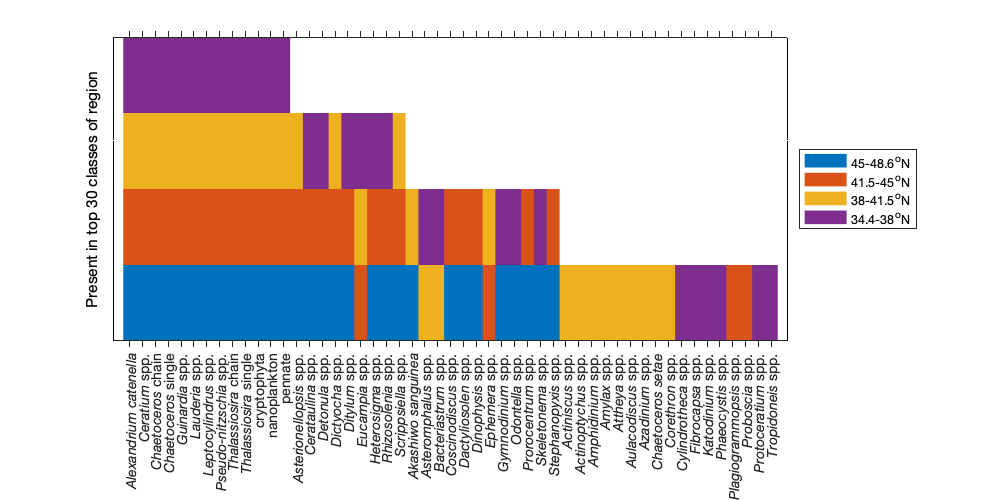 Present in top 30 classes of region
45-48.6°N
41.5-45°N
38-41.5°N
34.4-38°N
Alexandrium catenella
Ceratium spp.
Chaetoceros chain
Chaetoceros single
Guinardia spp.
Lauderia spp.
Leptocylindrus spp.
Pseudo-nitzschia spp.
Thalassiosira chain
Thalassiosira single
cryptophyta
nanoplankton
pennate
Asterionellopsis spp.
Cerataulina spp.
Detonula spp.
Dictyocha spp.
Ditylum spp.
Eucampia spp.
Heterosigma spp.
Rhizosolenia spp.
Scrippsiella spp.
Akashiwo sanguinea
Asteromphalus spp.
Bacteriastrum spp.
Coscinodiscus spp.
Dactyliosolen spp.
Dinophysis spp.
Ephemera spp.
Gymnodinium spp.
Odontella spp.
Prorocentrum spp.
Skeletonema spp.
Stephanopyxis spp.
Actiniscus spp.
Actinoptychus spp.
Amphidinium spp.
Amylax spp.
Attheya spp.
Aulacodiscus spp.
Azadinium spp.
Chaetoceros setae
Corethron spp.
Cylindrotheca spp.
Fibrocapsa spp.
Katodinium spp.
Phaeocystis spp.
Plagiogrammopsis spp.
Proboscia spp.
Protoceratium spp.
Tropidoneis spp.